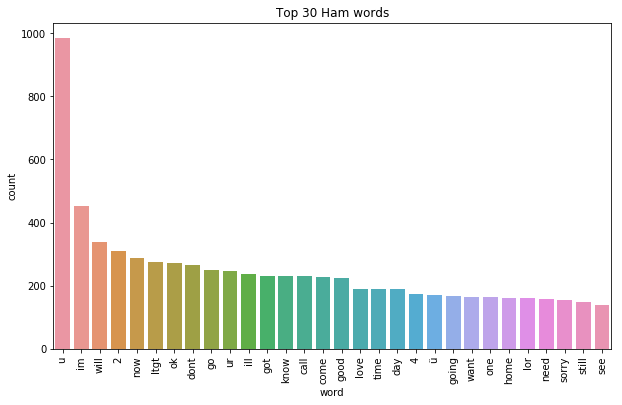 Top 30 Ham words
1000
800
600
400
200
0
count
u im will 2 now ltgt ok dont go ur ill got know call come good love time day 4 ü going want one home lor need sorry still see
word